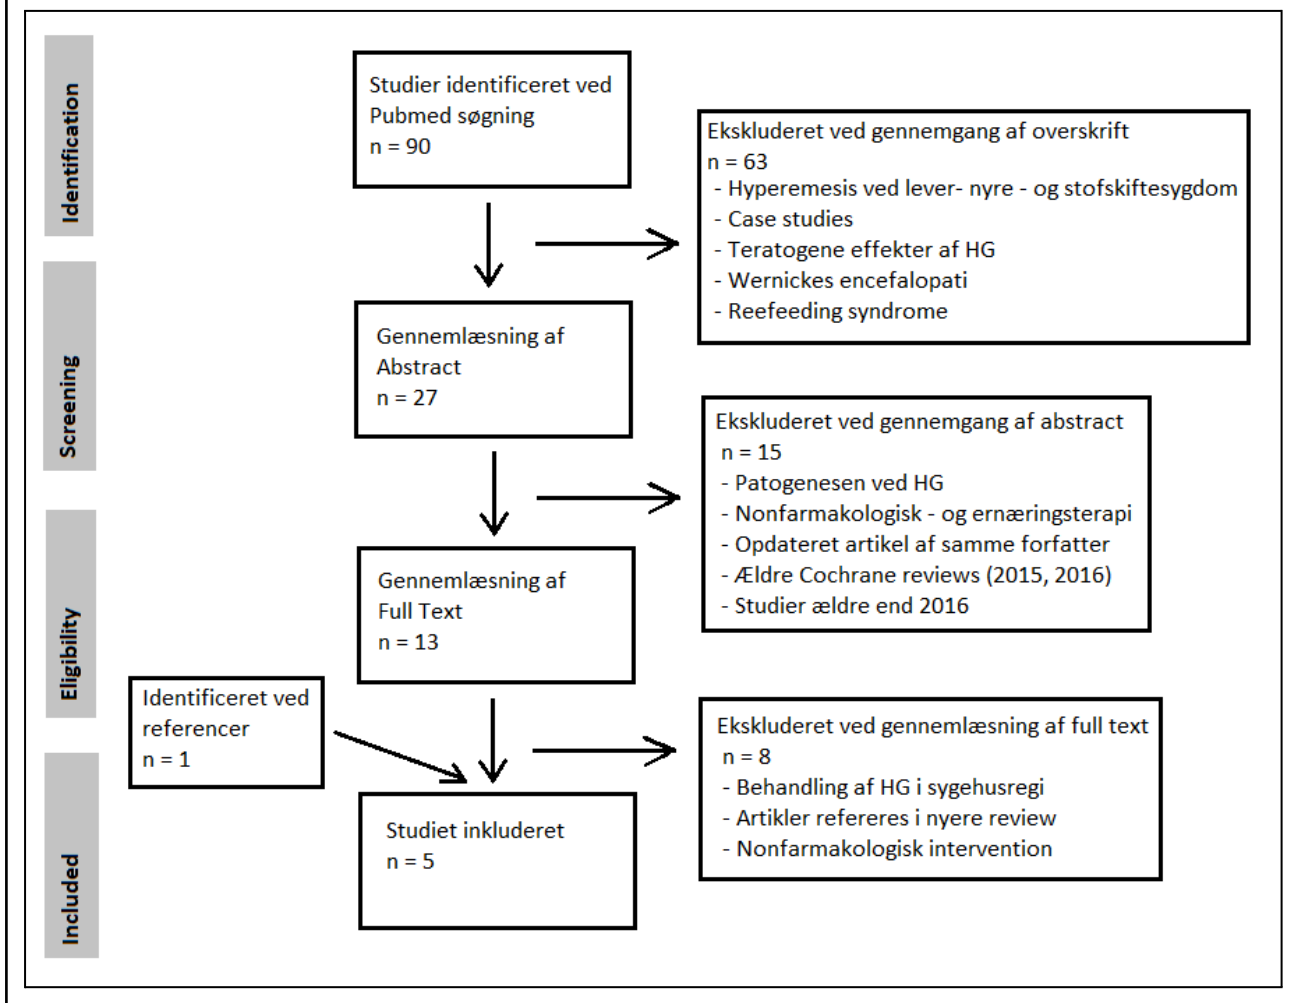 Identification
Studier identificeret ved
Pubmed søgning
n = 90
Ekskluderet ved gennemgang af overskrift
n = 63
- Hyperemesis ved lever- nyre - og stofskiftesygdom
- Case studies
- Teratogene effekter af HG
- Wernickes encefalopati
- Reefeeding syndrome
Screening
Gennemlæsning af
Abstract
n = 27
Ekskluderet ved gennemgang af abstract
n = 15
- Patogenesen ved HG
- Nonfarmakologisk - og ernæringsterapi
- Opdateret artikel af samme forfatter
- Ældre Cochrane reviews (2015, 2016)
- Studier ældre end 2016
Eligibility
Gennemlæsning af
Full Text
n = 13
Identificeret ved
referencer
n = 1
Ekskluderet ved gennemlæsning af full text
n = 8
- Behandling af HG i sygehusregi
- Artikler refereres i nyere review
- Nonfarmakologisk intervention
Included
Studiet inkluderet
n = 5